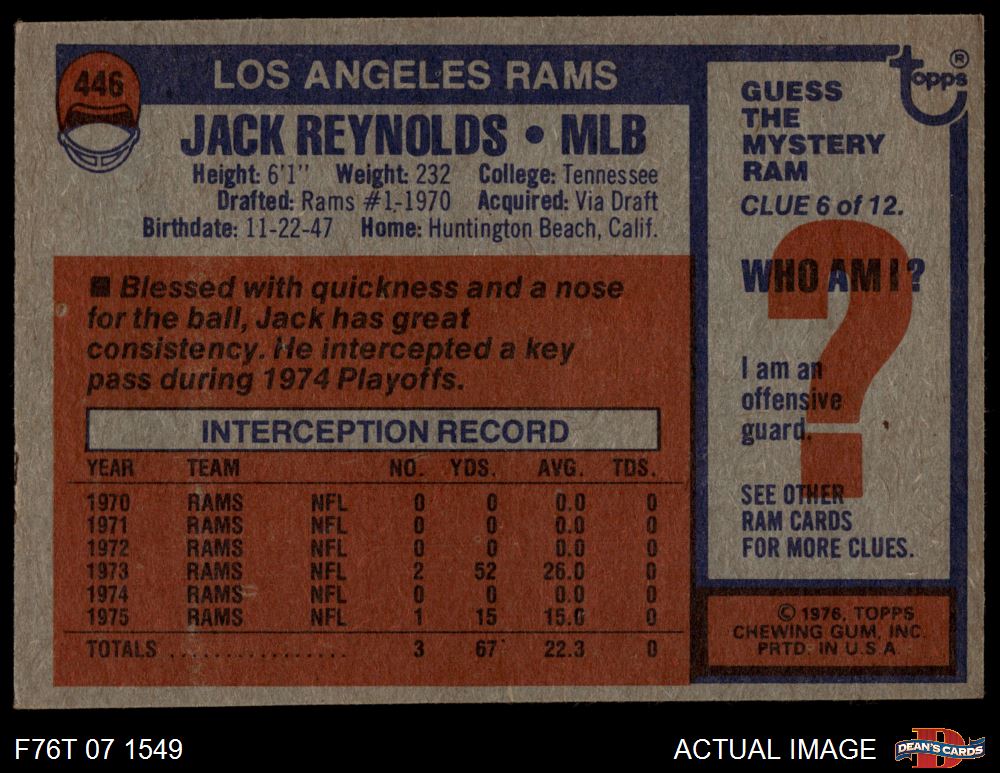 446
LOS ANGELES RAMS
JACK REYNOLDS • MLB
Height: 6'1" Weight: 232 College: Tennessee
Drafted: Rams #1-1970 Acquired: Via Draft
Birthdate: 11-22-47 Home: Huntington Beach, Calif.
■ Blessed with quickness and a nose
for the ball, Jack has great
consistency. He intercepted a key
pass during 1974 Playoffs.
INTERCEPTION RECORD
YEAR TEAM NO. YDS. AVG. TDS.
1970 RAMS NFL 0 0 0.0 0
1971 RAMS NFL 0 0 0.0 0
1972 RAMS NFL 0 0 0.0 0
1973 RAMS NFL 2 52 26.0 0
1974 RAMS NFL 0 0 0.0 0
1975 RAMS NFL 1 15 15.0 0
TOTALS ................. 3 67 22.3 0
topps ®
GUESS
THE
MYSTERY
RAM
CLUE 6 of 12.
WHO AM I?
?
I am an
offensive
guard.
SEE OTHER
RAM CARDS
FOR MORE CLUES.
© 1976, TOPPS
CHEWING GUM, INC.
PRTD. IN U.S.A.
F76T 07 1549
ACTUAL IMAGE
D
DEAN'S CARDS